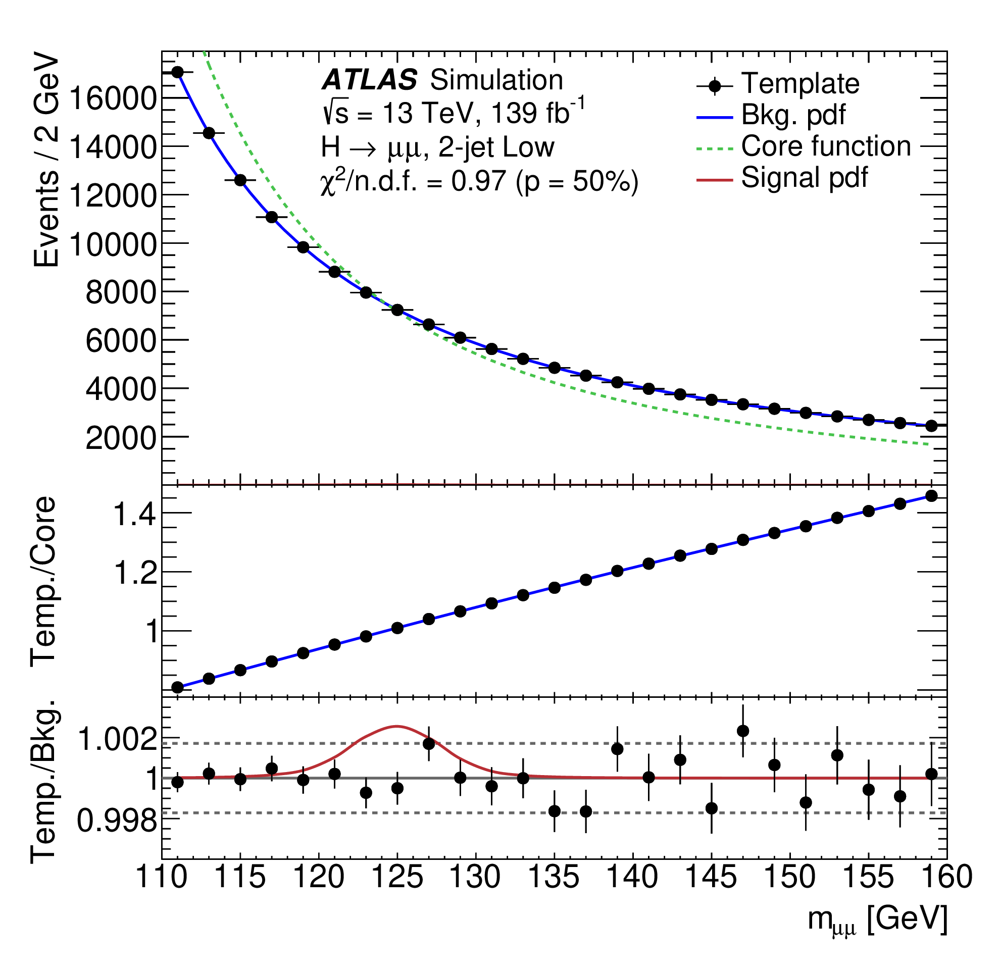 Events / 2 GeV
16000
14000
12000
10000
8000
6000
4000
2000
ATLAS Simulation
√s = 13 TeV, 139 fb⁻¹
H → μμ, 2-jet Low
χ²/n.d.f. = 0.97 (p = 50%)
Template
Bkg. pdf
Core function
Signal pdf
Temp./Core
1.4
1.2
1
Temp./Bkg.
1.002
1
0.998
110 115 120 125 130 135 140 145 150 155 160
m_μμ [GeV]